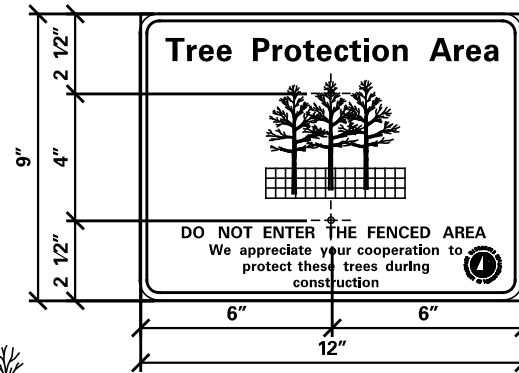 Tree Protection Area
2 1/2"
9"
4"
2 1/2"
DO NOT ENTER THE FENCED AREA
We appreciate your cooperation to
protect these trees during
construction
6"
6"
12"